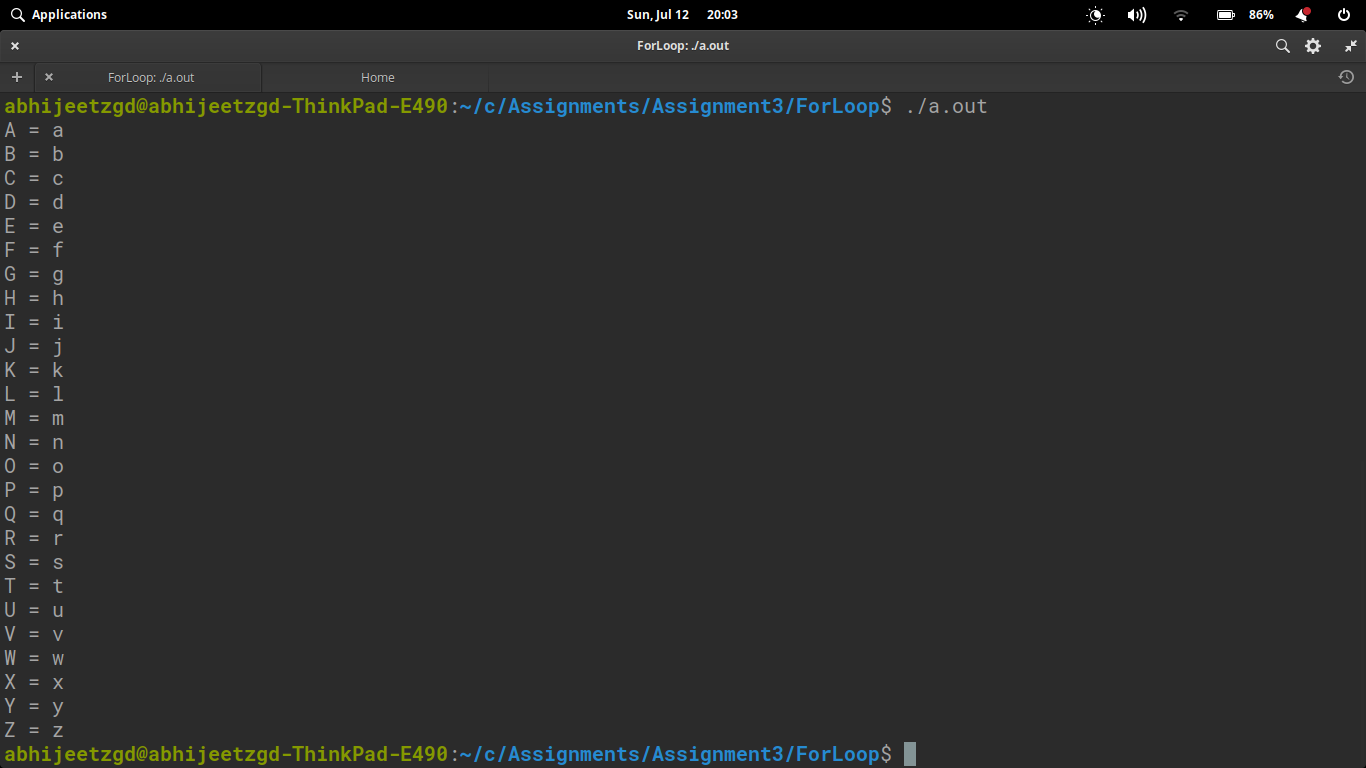 Applications Sun, Jul 12 20:03 86%
ForLoop: ./a.out
ForLoop: ./a.out Home
abhijeetzgd@abhijeetzgd-ThinkPad-E490:~/c/Assignments/Assignment3/ForLoop$ ./a.out
A = a
B = b
C = c
D = d
E = e
F = f
G = g
H = h
I = i
J = j
K = k
L = l
M = m
N = n
O = o
P = p
Q = q
R = r
S = s
T = t
U = u
V = v
W = w
X = x
Y = y
Z = z
abhijeetzgd@abhijeetzgd-ThinkPad-E490:~/c/Assignments/Assignment3/ForLoop$